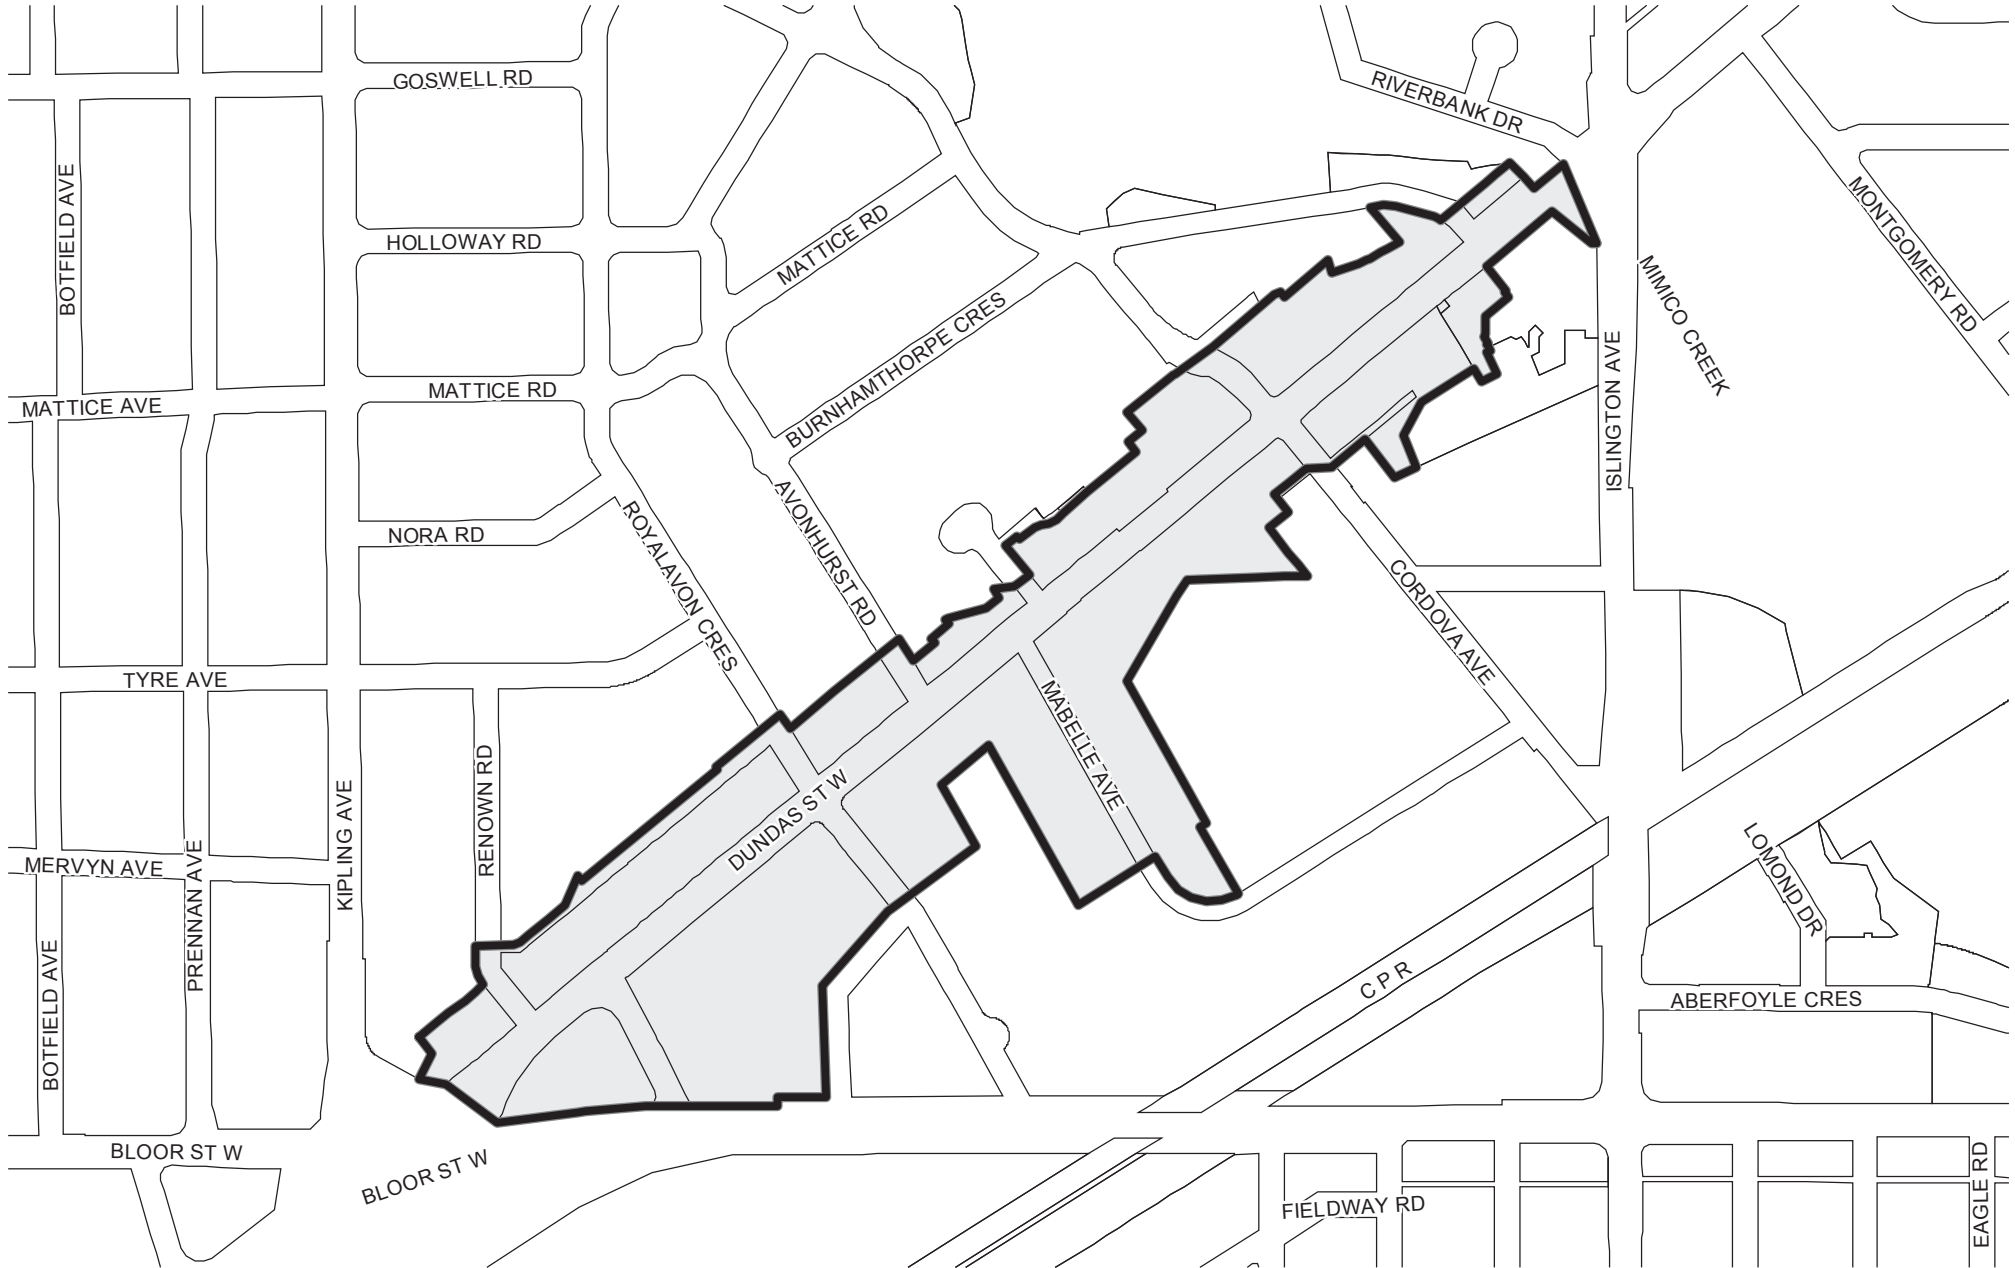 GOSWELL RD
RIVERBANK DR
BOTFIELD AVE
MONTGOMERY RD
HOLLOWAY RD
MATTICE RD
MIMICO CREEK
BURNHAMTHORPE CRES
ISLINGTON AVE
MATTICE AVE
MATTICE RD
NORA RD
ROYALAVON CRES
AVONHURST RD
CORDOVA AVE
TYRE AVE
MABELLE AVE
RENOWN RD
KIPLING AVE
DUNDAS ST W
MERVYN AVE
PRENNAN AVE
LOMOND DR
BOTFIELD AVE
C P R
ABERFOYLE CRES
BLOOR ST W
BLOOR ST W
FIELDWAY RD
EAGLE RD